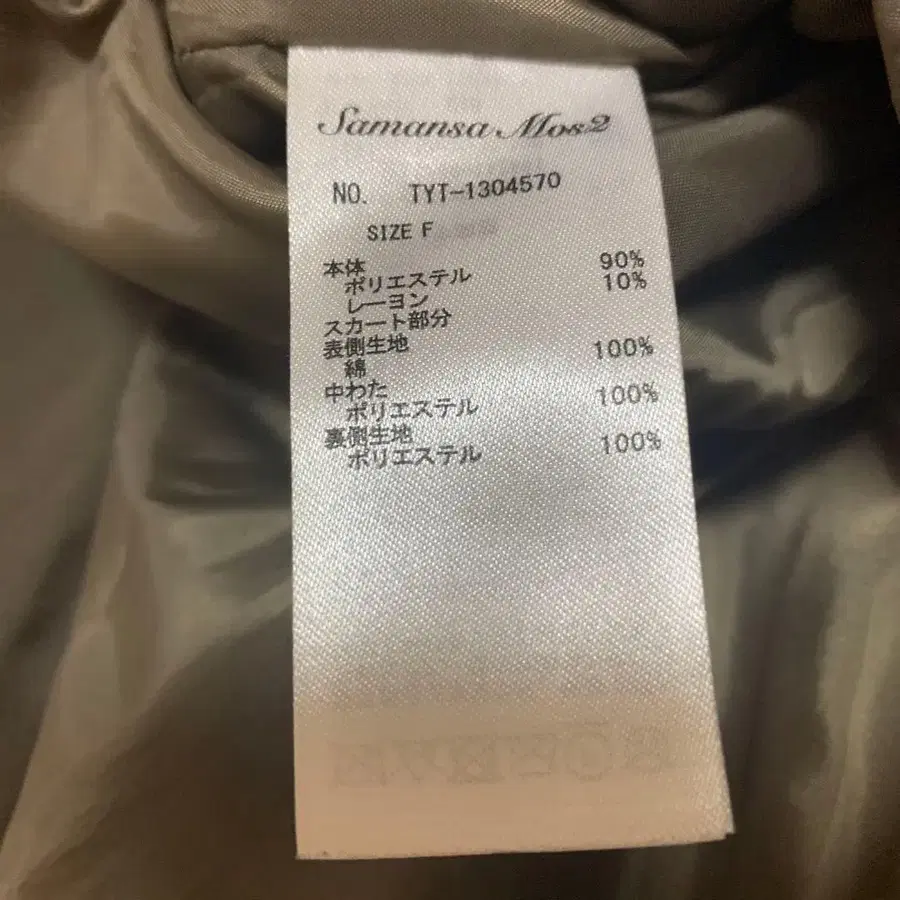 Samansa Mos2
NO. TYT-1304570
SIZE F
本体
ポリエステル 90%
レーヨン 10%
スカート部分
表側生地
綿 100%
中わた
ポリエステル 100%
裏側生地
ポリエステル 100%